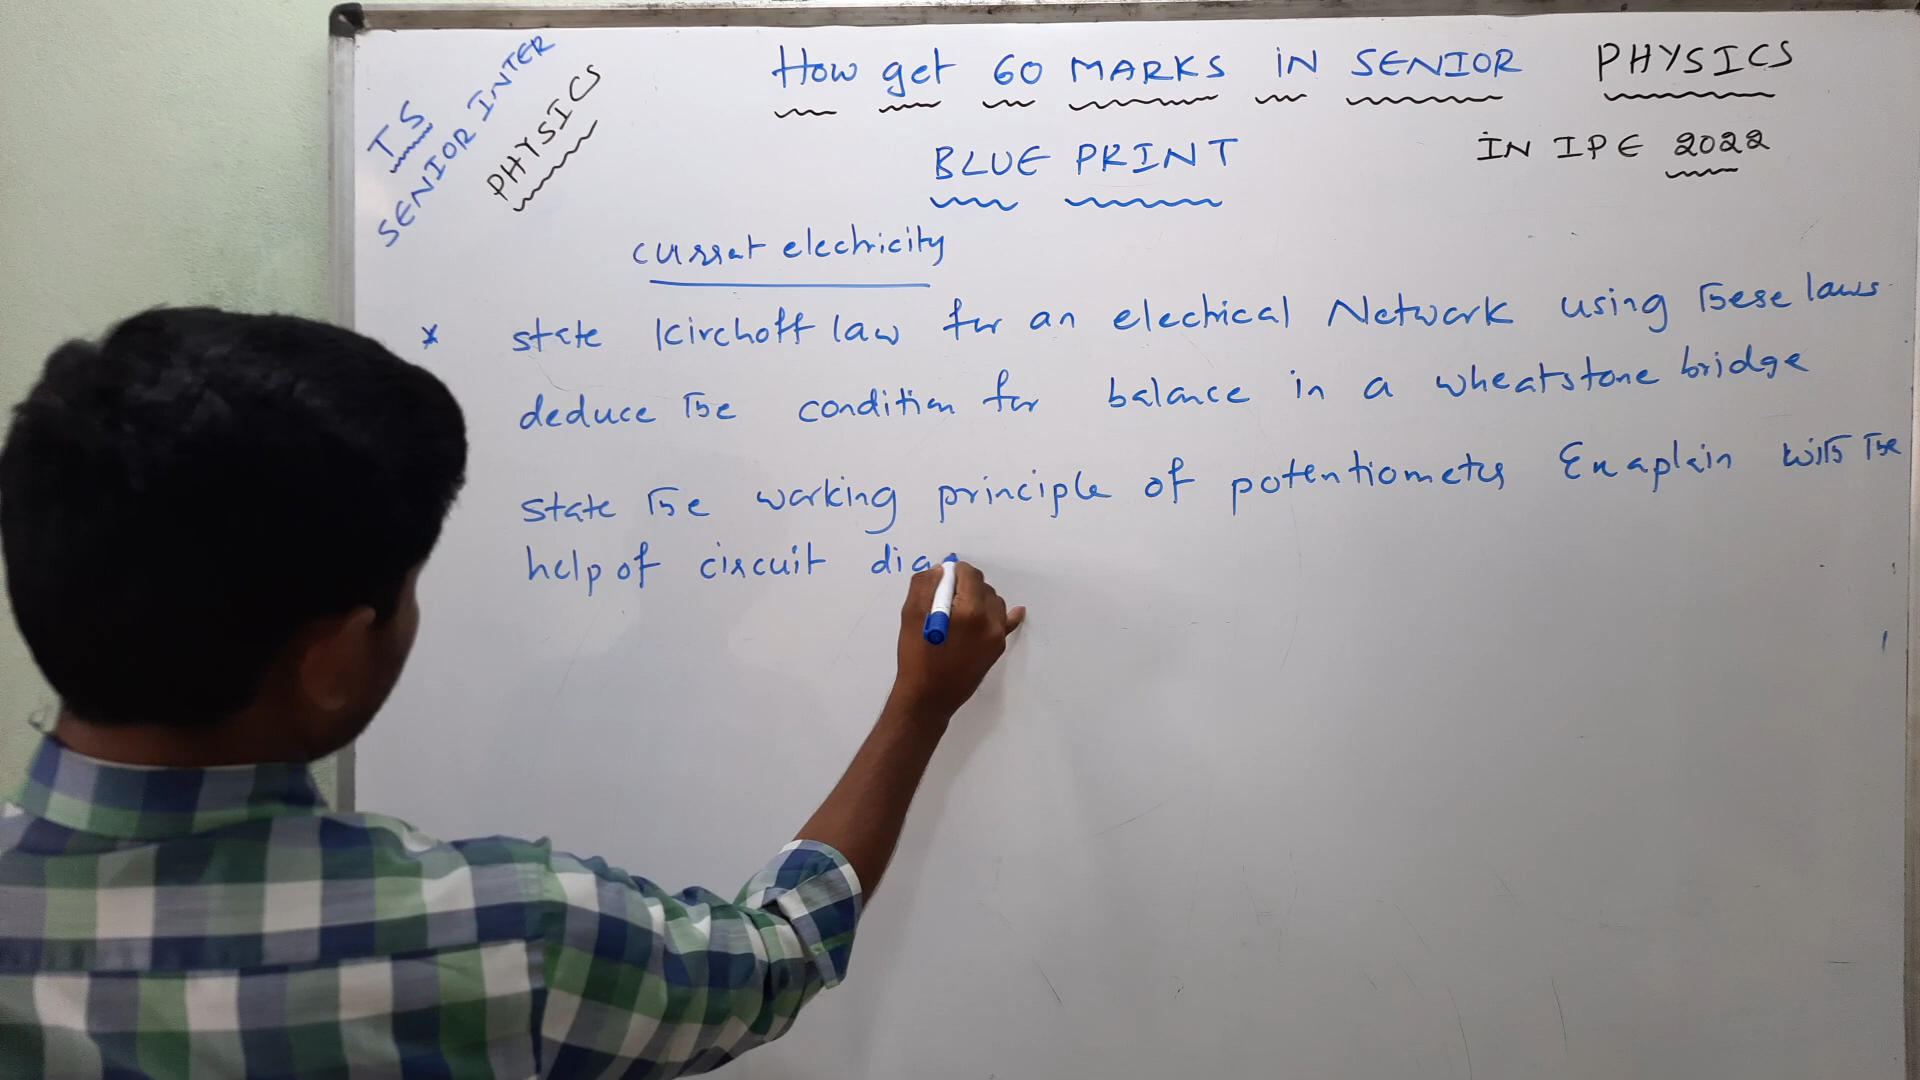 TS
SENIOR INTER
PHYSICS
How get 60 MARKS iN SENIOR PHYSICS
BLUE PRINT
IN IPE 2022
current electricity
* state Kirchoff law for an electrical Network using these laws
deduce the condition for balance in a wheatstone bridge
state the working principle of potentiometer Exaplain with the
help of circuit dia